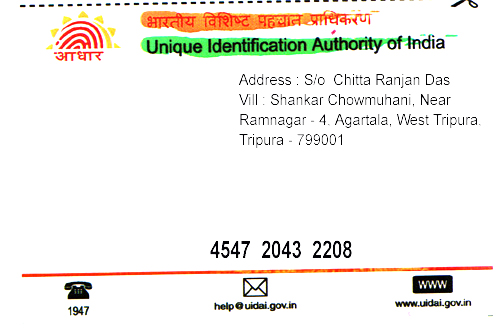 भारतीय विशिष्ट पहचान प्राधिकरण
Unique Identification Authority of India
आधार
Address : S/o Chitta Ranjan Das
Vill : Shankar Chowmuhani, Near
Ramnagar - 4. Agartala, West Tripura.
Tripura - 799001
4547 2043 2208
1947
help@uidai.gov.in
WWW
www.uidai.gov.in